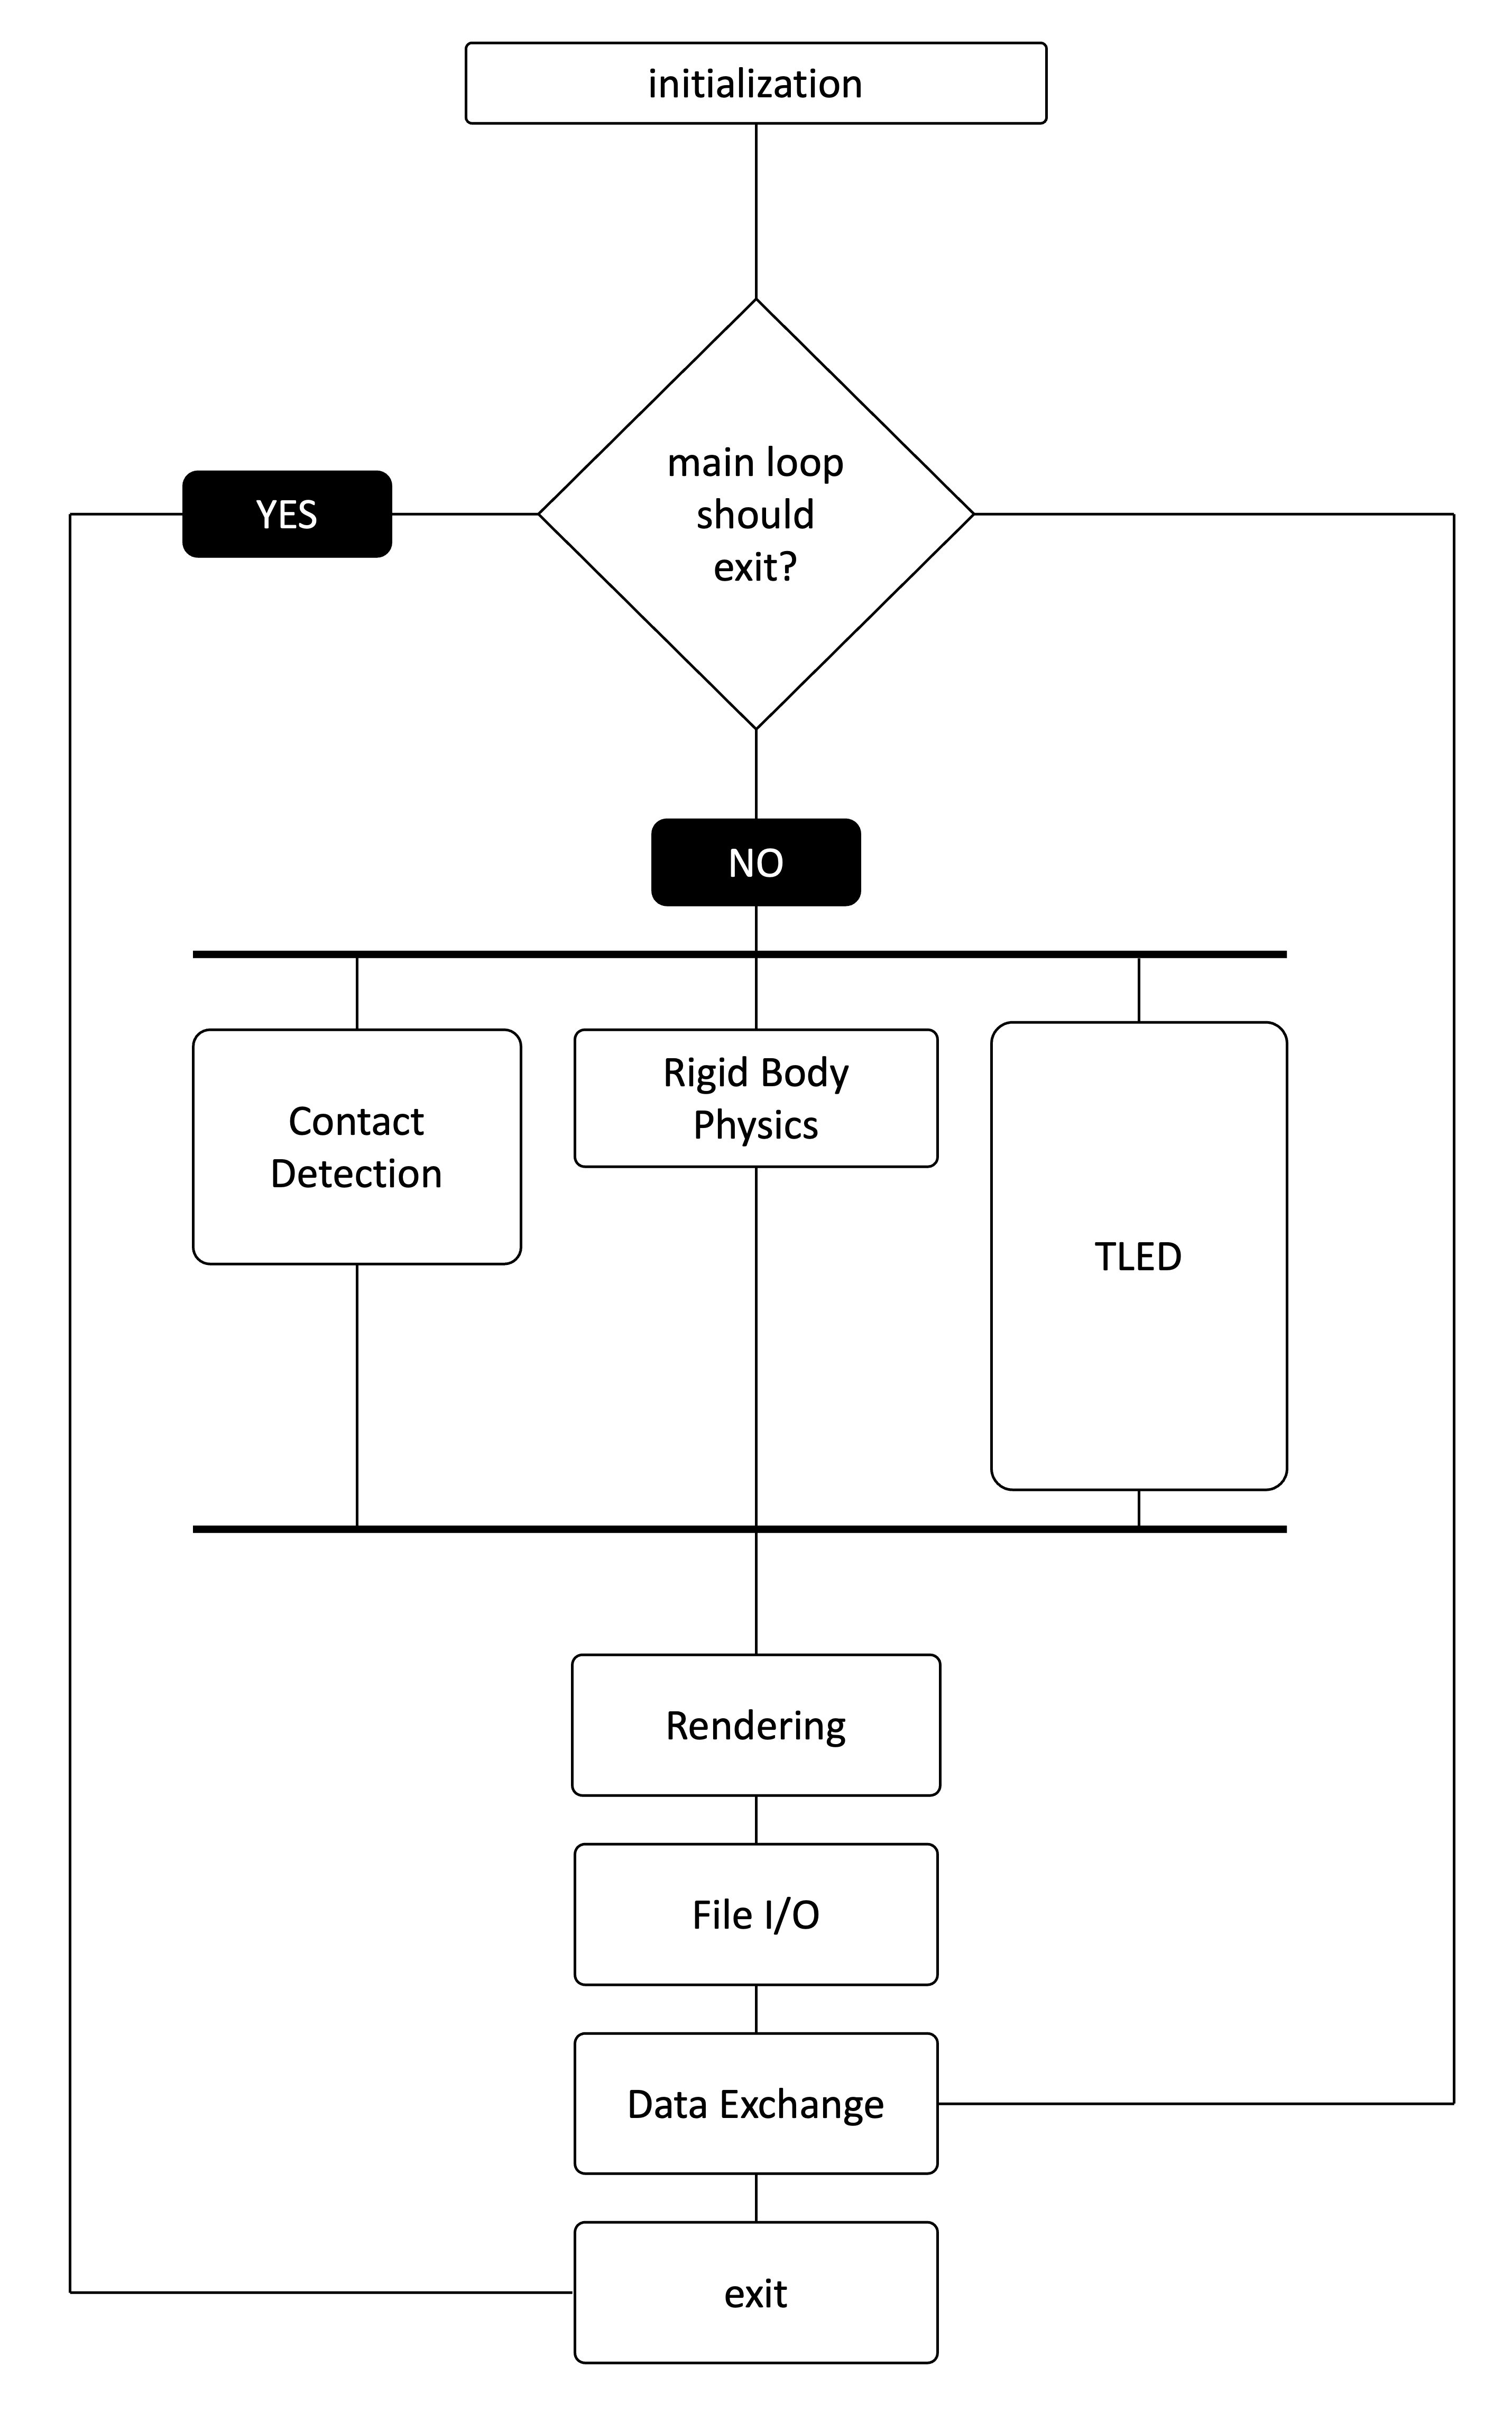 initialization
main loop
should
exit?
YES
NO
Contact
Detection
Rigid Body
Physics
TLED
Rendering
File I/O
Data Exchange
exit